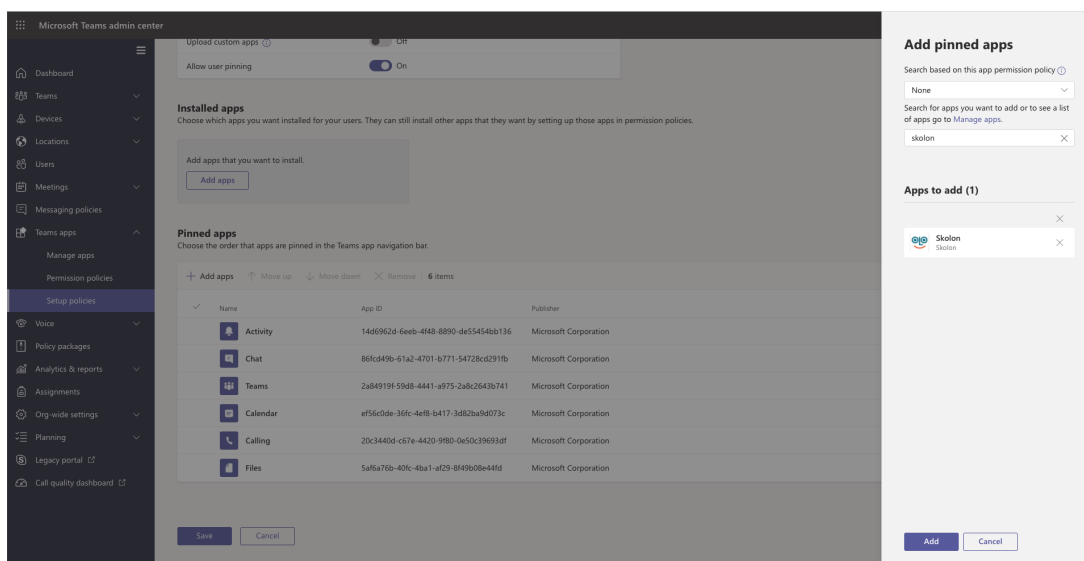 Microsoft Teams admin center
Dashboard
Teams
Devices
Locations
Users
Meetings
Messaging policies
Teams apps
Manage apps
Permission policies
Setup policies
Voice
Policy packages
Analytics & reports
Assignments
Org-wide settings
Planning
Legacy portal
Call quality dashboard
Upload custom apps Off
Allow user pinning On
Installed apps
Choose which apps you want installed for your users. They can still install other apps that they want by setting up those apps in permission policies.
Add apps that you want to install.
Add apps
Pinned apps
Choose the order that apps are pinned in the Teams app navigation bar.
Add apps Move up Move down Remove 6 items
Name App ID Publisher
Activity 14d6962d-6eeb-4f48-8890-de55454bb136 Microsoft Corporation
Chat 86fcd49b-61a2-4701-b771-54728cd291fb Microsoft Corporation
Teams 2a84919f-59d8-4441-a975-2a8c2643b741 Microsoft Corporation
Calendar ef56c0de-36fc-4ef8-b417-3d82ba9d073c Microsoft Corporation
Calling 20c3440d-c67e-4420-9f80-0e50c39693df Microsoft Corporation
Files 5af6a76b-40fc-4ba1-af29-8f49b08e44fd Microsoft Corporation
Save Cancel
Add pinned apps
Search based on this app permission policy
None
Search for apps you want to add or to see a list
of apps go to Manage apps.
skolon
Apps to add (1)
Skolon
Skolon
Add Cancel